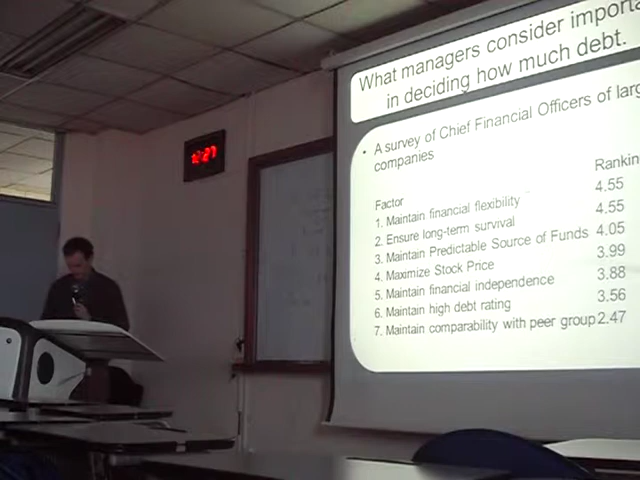 What managers consider importa
in deciding how much debt.
• A survey of Chief Financial Officers of larg
companies
Factor Rankin
1. Maintain financial flexibility 4.55
2. Ensure long-term survival 4.55
3. Maintain Predictable Source of Funds 4.05
4. Maximize Stock Price 3.99
5. Maintain financial independence 3.88
6. Maintain high debt rating 3.56
7. Maintain comparability with peer group 2.47